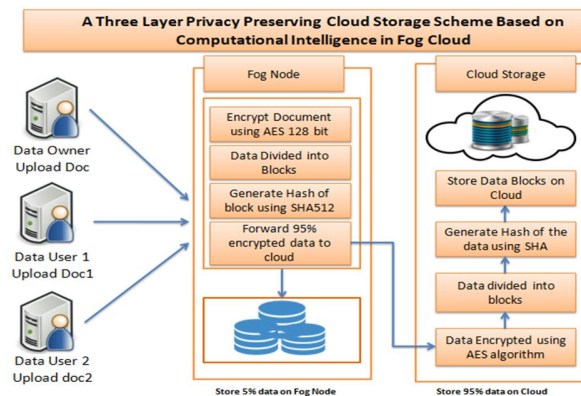 A Three Layer Privacy Preserving Cloud Storage Scheme Based on
Computational Intelligence in Fog Cloud
Data Owner
Upload Doc
Data User 1
Upload Doc1
Data User 2
Upload doc2
Fog Node
Encrypt Document
using AES 128 bit
Data Divided into
Blocks
Generate Hash of
block using SHA512
Forward 95%
encrypted data to
cloud
Store 5% data on Fog Node
Cloud Storage
Store Data Blocks on
Cloud
Generate Hash of the
data using SHA
Data divided into
blocks
Data Encrypted using
AES algorithm
Store 95% data on Cloud